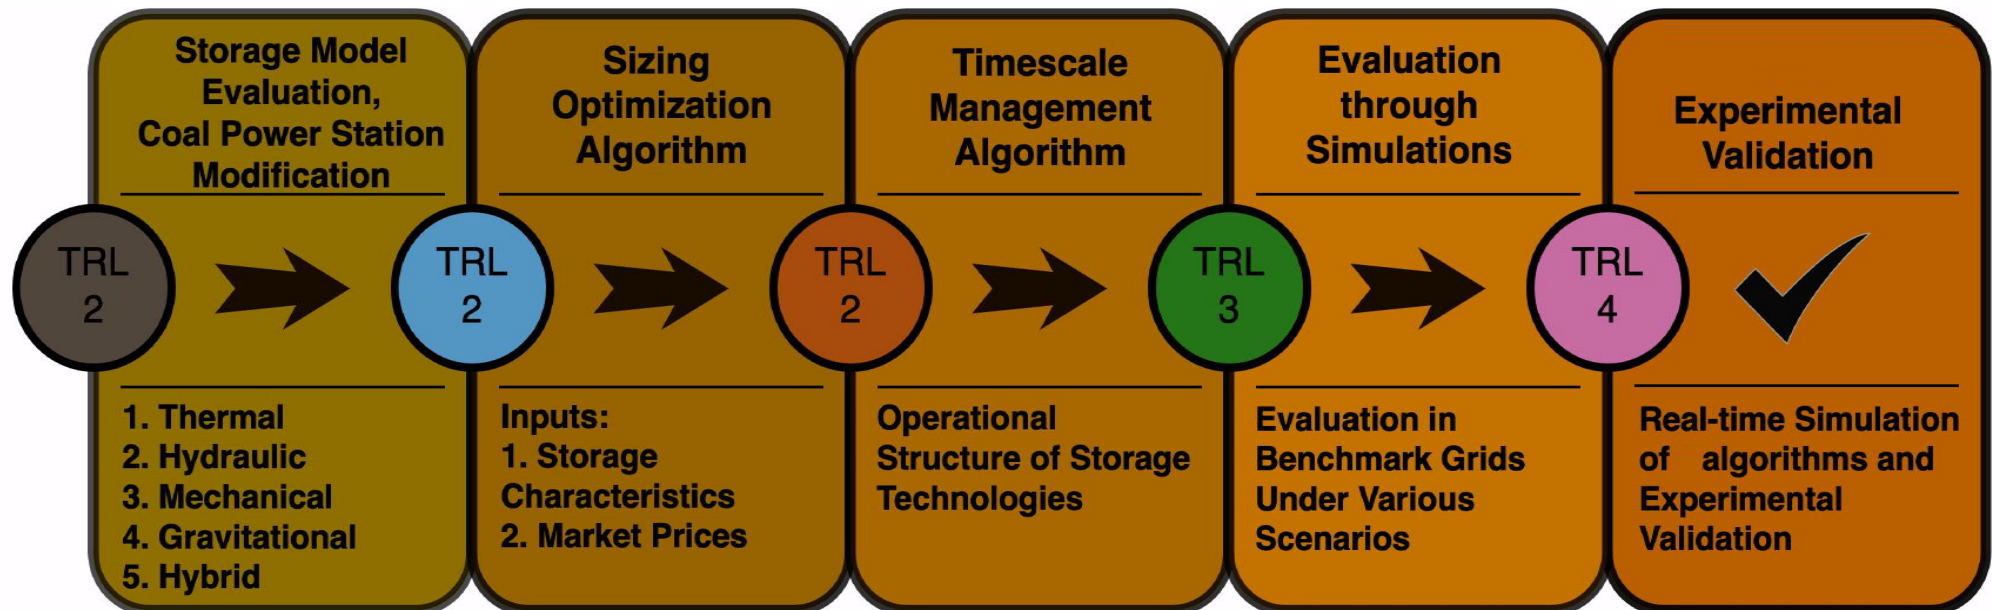 Storage Model
Evaluation,
Coal Power Station
Modification
Sizing
Optimization
Algorithm
Timescale
Management
Algorithm
Evaluation
through
Simulations
Experimental
Validation
TRL
2
TRL
2
TRL
2
TRL
3
TRL
4
1. Thermal
2. Hydraulic
3. Mechanical
4. Gravitational
5. Hybrid
Inputs:
1. Storage
Characteristics
2. Market Prices
Operational
Structure of Storage
Technologies
Evaluation in
Benchmark Grids
Under Various
Scenarios
Real-time Simulation
of algorithms and
Experimental
Validation